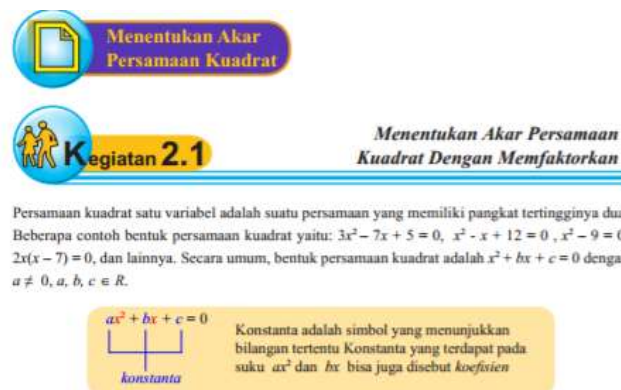 Menentukan Akar
Persamaan Kuadrat
Kegiatan 2.1
Menentukan Akar Persamaan
Kuadrat Dengan Memfaktorkan
Persamaan kuadrat satu variabel adalah suatu persamaan yang memiliki pangkat tertingginya dua
Beberapa contoh bentuk persamaan kuadrat yaitu: 3x² – 7x + 5 = 0, x² - x + 12 = 0 , x² – 9 = 0
2x(x – 7) = 0, dan lainnya. Secara umum, bentuk persamaan kuadrat adalah x² + bx + c = 0 denga
a ≠ 0, a, b, c ∈ R.
ax² + bx + c = 0
konstanta
Konstanta adalah simbol yang menunjukkan
bilangan tertentu Konstanta yang terdapat pada
suku ax² dan bx bisa juga disebut koefisien